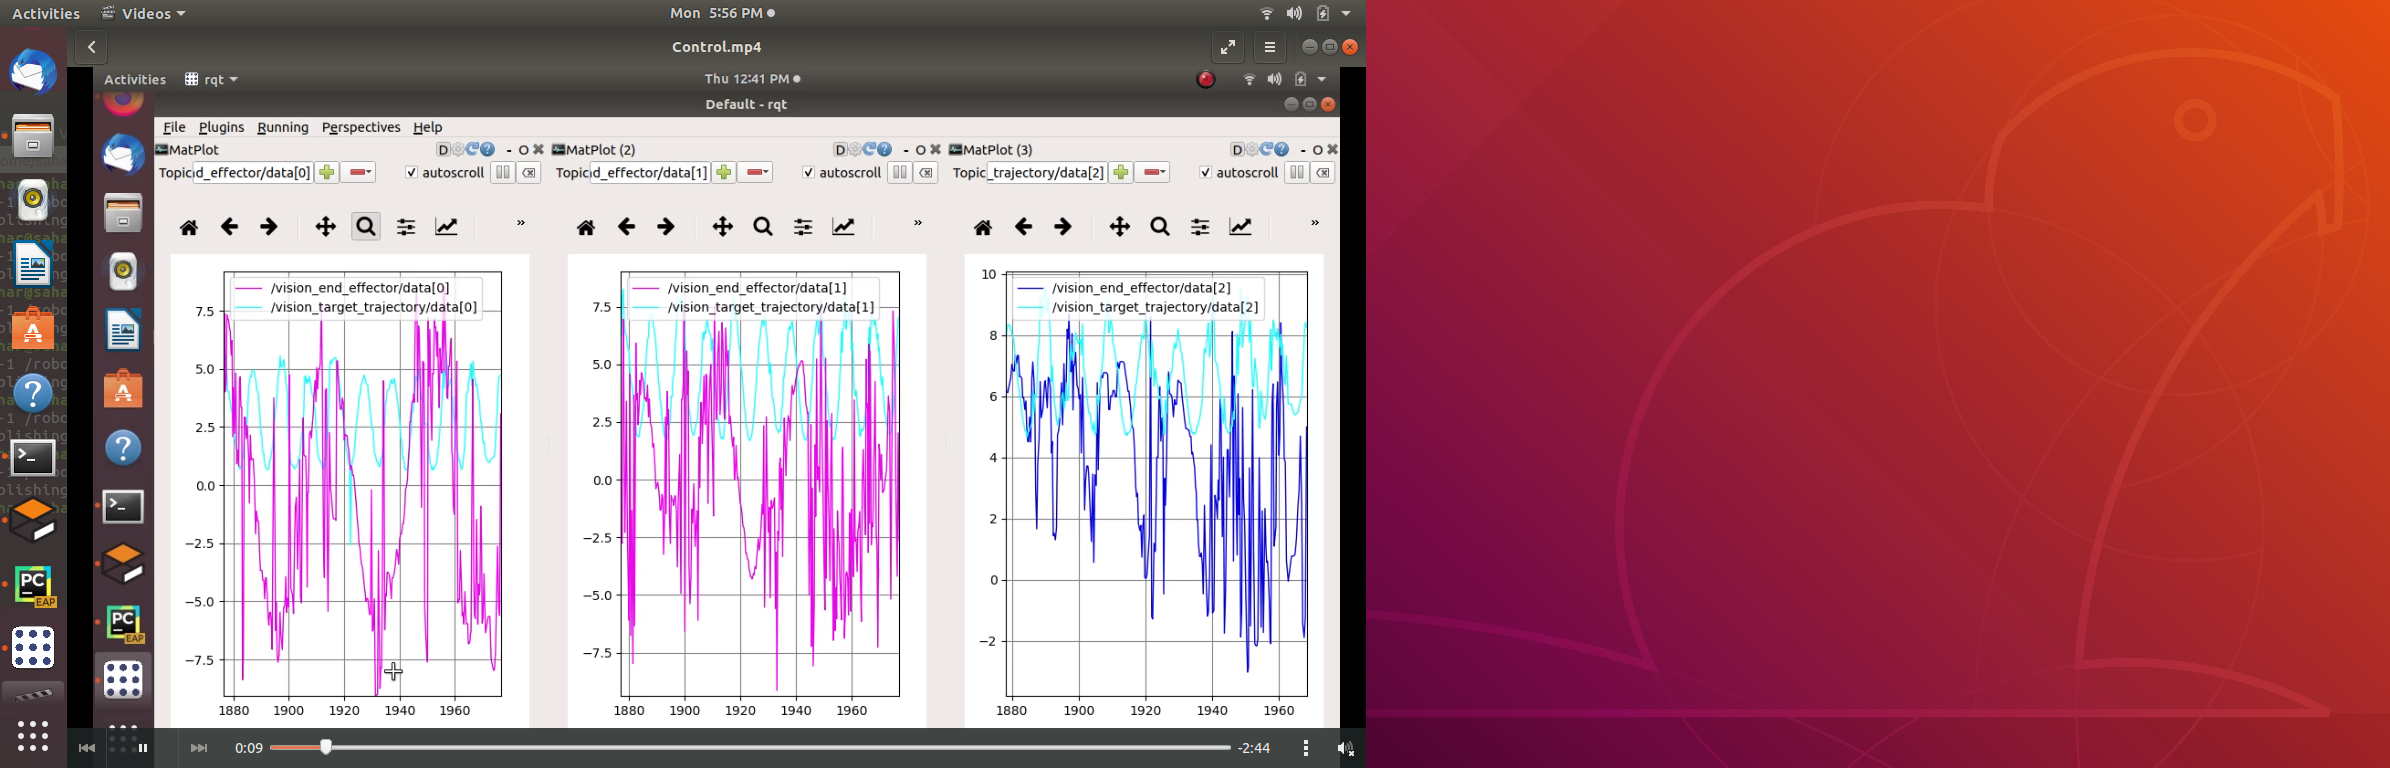 Activities Videos Mon 5:56 PM
Control.mp4
Activities rqt Thu 12:41 PM
Default - rqt
File Plugins Running Perspectives Help
MatPlot D - O MatPlot (2) D - O MatPlot (3) D - O
Topic d_effector/data[0] autoscroll Topic d_effector/data[1] autoscroll Topic _trajectory/data[2] autoscroll
» » »
/vision_end_effector/data[0]
/vision_target_trajectory/data[0]
7.5
5.0
2.5
0.0
−2.5
−5.0
−7.5
1880 1900 1920 1940 1960
/vision_end_effector/data[1]
/vision_target_trajectory/data[1]
7.5
5.0
2.5
0.0
−2.5
−5.0
−7.5
1880 1900 1920 1940 1960
/vision_end_effector/data[2]
/vision_target_trajectory/data[2]
10
8
6
4
2
0
−2
1880 1900 1920 1940 1960
PC
EAP
PC
EAP
0:09 -2:44